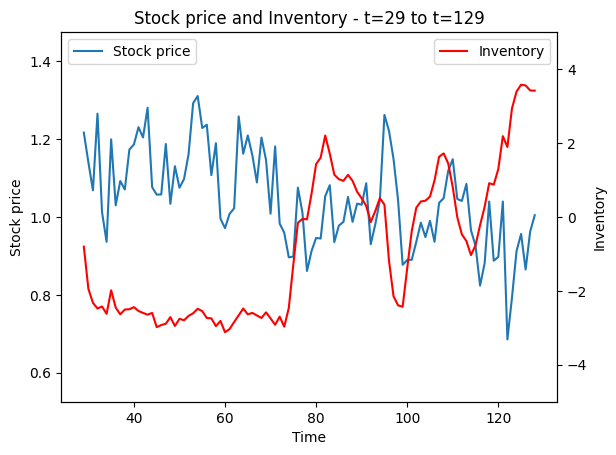 Stock price and Inventory - t=29 to t=129
Stock price
Inventory
1.4
1.2
1.0
0.8
0.6
4
2
0
−2
−4
Stock price
Inventory
40
60
80
100
120
Time